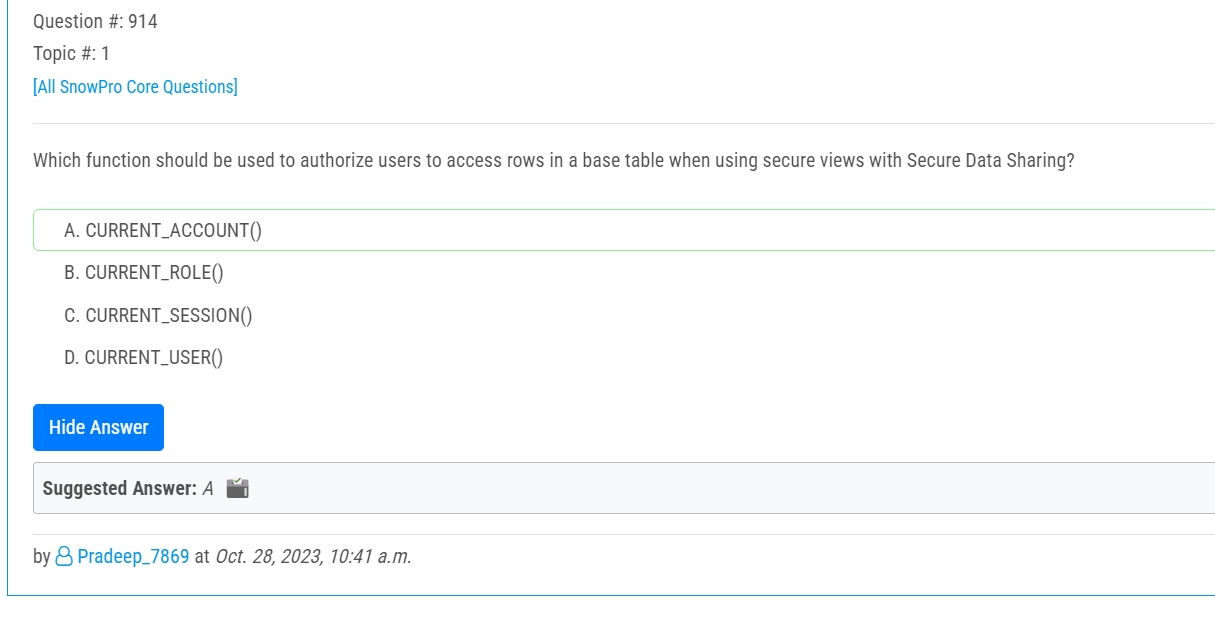 Question #: 914
Topic #: 1
[All SnowPro Core Questions]
Which function should be used to authorize users to access rows in a base table when using secure views with Secure Data Sharing?
A. CURRENT_ACCOUNT()
B. CURRENT_ROLE()
C. CURRENT_SESSION()
D. CURRENT_USER()
Hide Answer
Suggested Answer: A
by Pradeep_7869 at Oct. 28, 2023, 10:41 a.m.